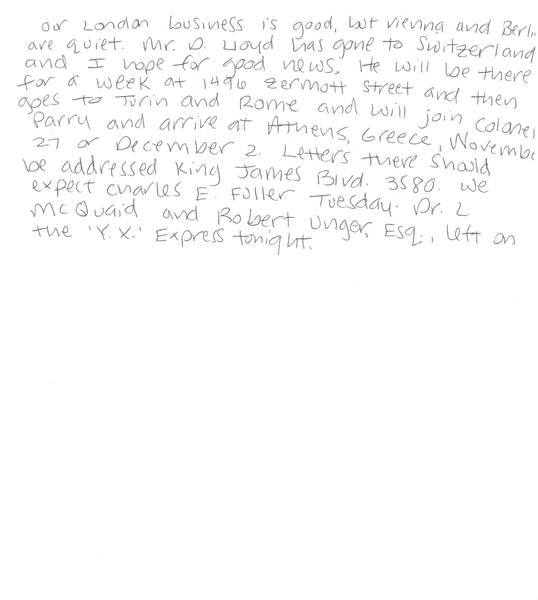 our London business is good, but vienna and Berli
are quiet. Mr. D. Lloyd has gone to Switzerland
and I hope for good news. He will be there
for a week at 1496 zermott street and then
goes to Turin and Rome and will join Colonel
Parry and arrive at Athens, Greece, Novembe
27 or December 2. Letters there should
be addressed King James Blvd. 3580. we
expect charles E. Fuller Tuesday. Dr. L
McQuaid and Robert Unger, Esq., left on
the 'Y.X.' Express tonight.